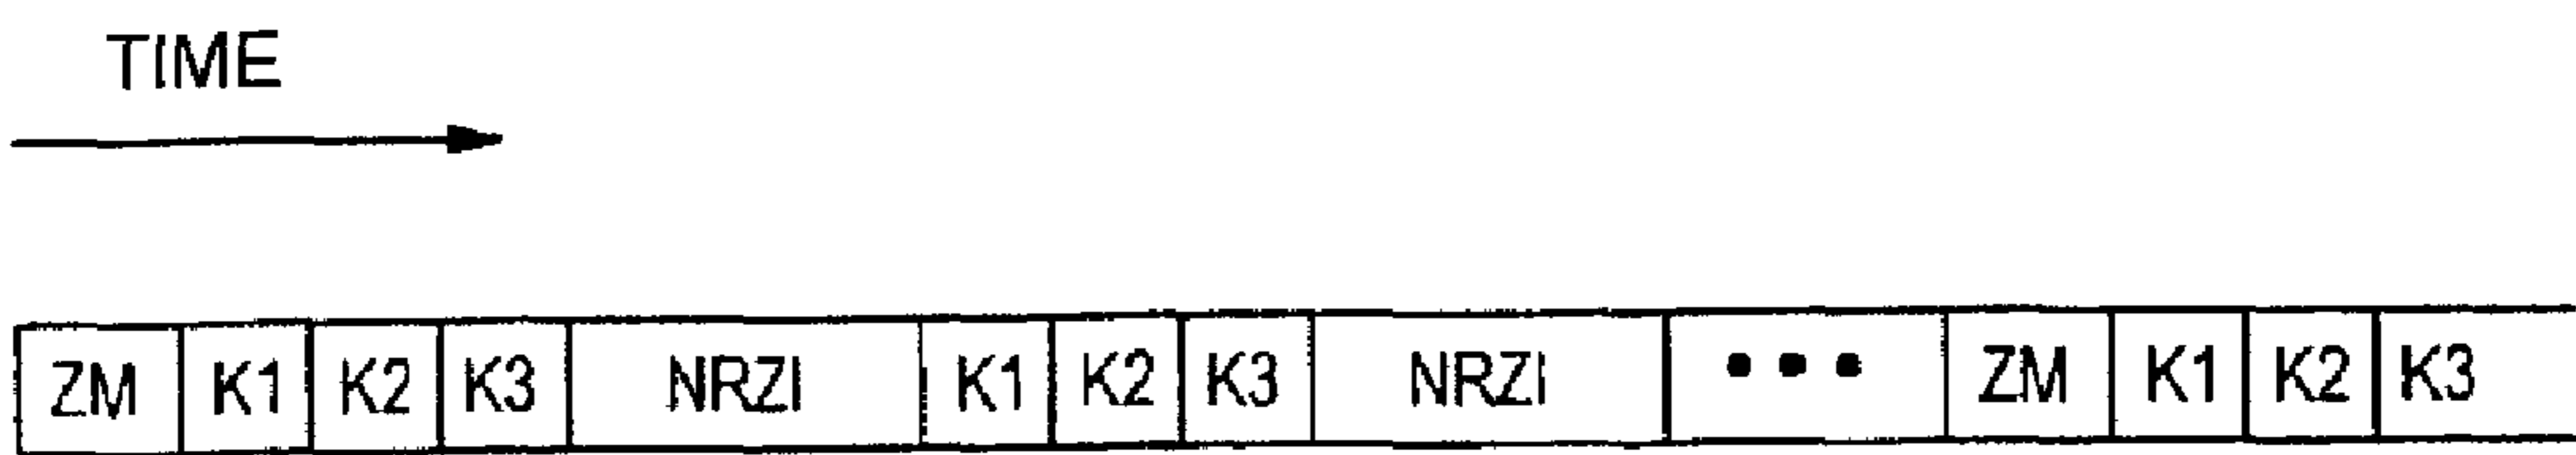 TIME
ZM K1 K2 K3 NRZI K1 K2 K3 NRZI ••• ZM K1 K2 K3